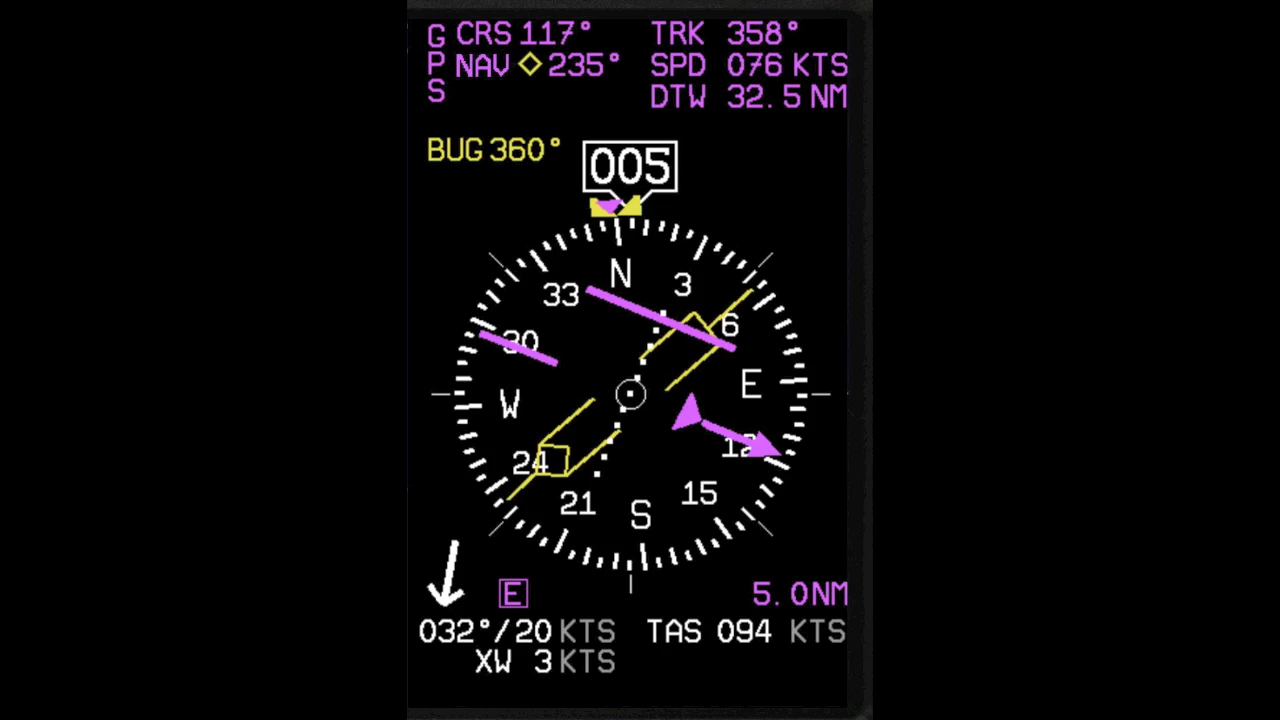 G CRS 117° TRK 358°
P NAV ◇ 235° SPD 076 KTS
S DTW 32.5 NM
BUG 360°
005
N
33 3
30 6
W E
24 12
21 15
S
E 5.0NM
032°/20 KTS TAS 094 KTS
XW 3 KTS